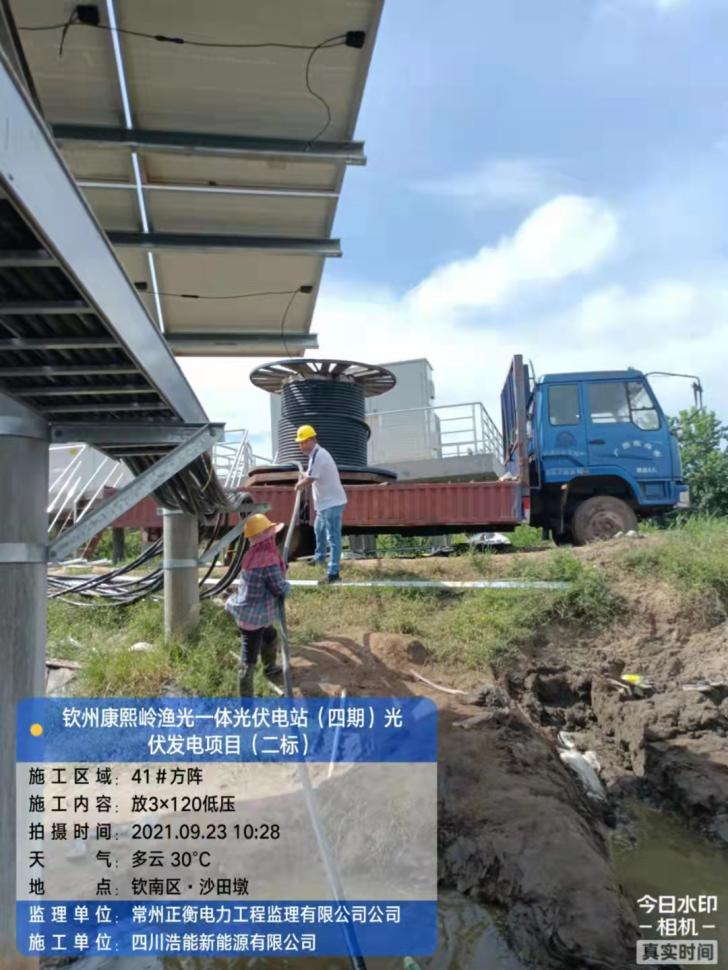 钦州康熙岭渔光一体光伏电站（四期）光
伏发电项目（二标）
施工区域：41#方阵
施工内容：放3×120低压
拍摄时间：2021.09.23 10:28
天气：多云 30℃
地点：钦南区·沙田墩
监理单位：常州正衡电力工程监理有限公司公司
施工单位：四川浩能新能源有限公司
今日水印
-相机-
真实时间